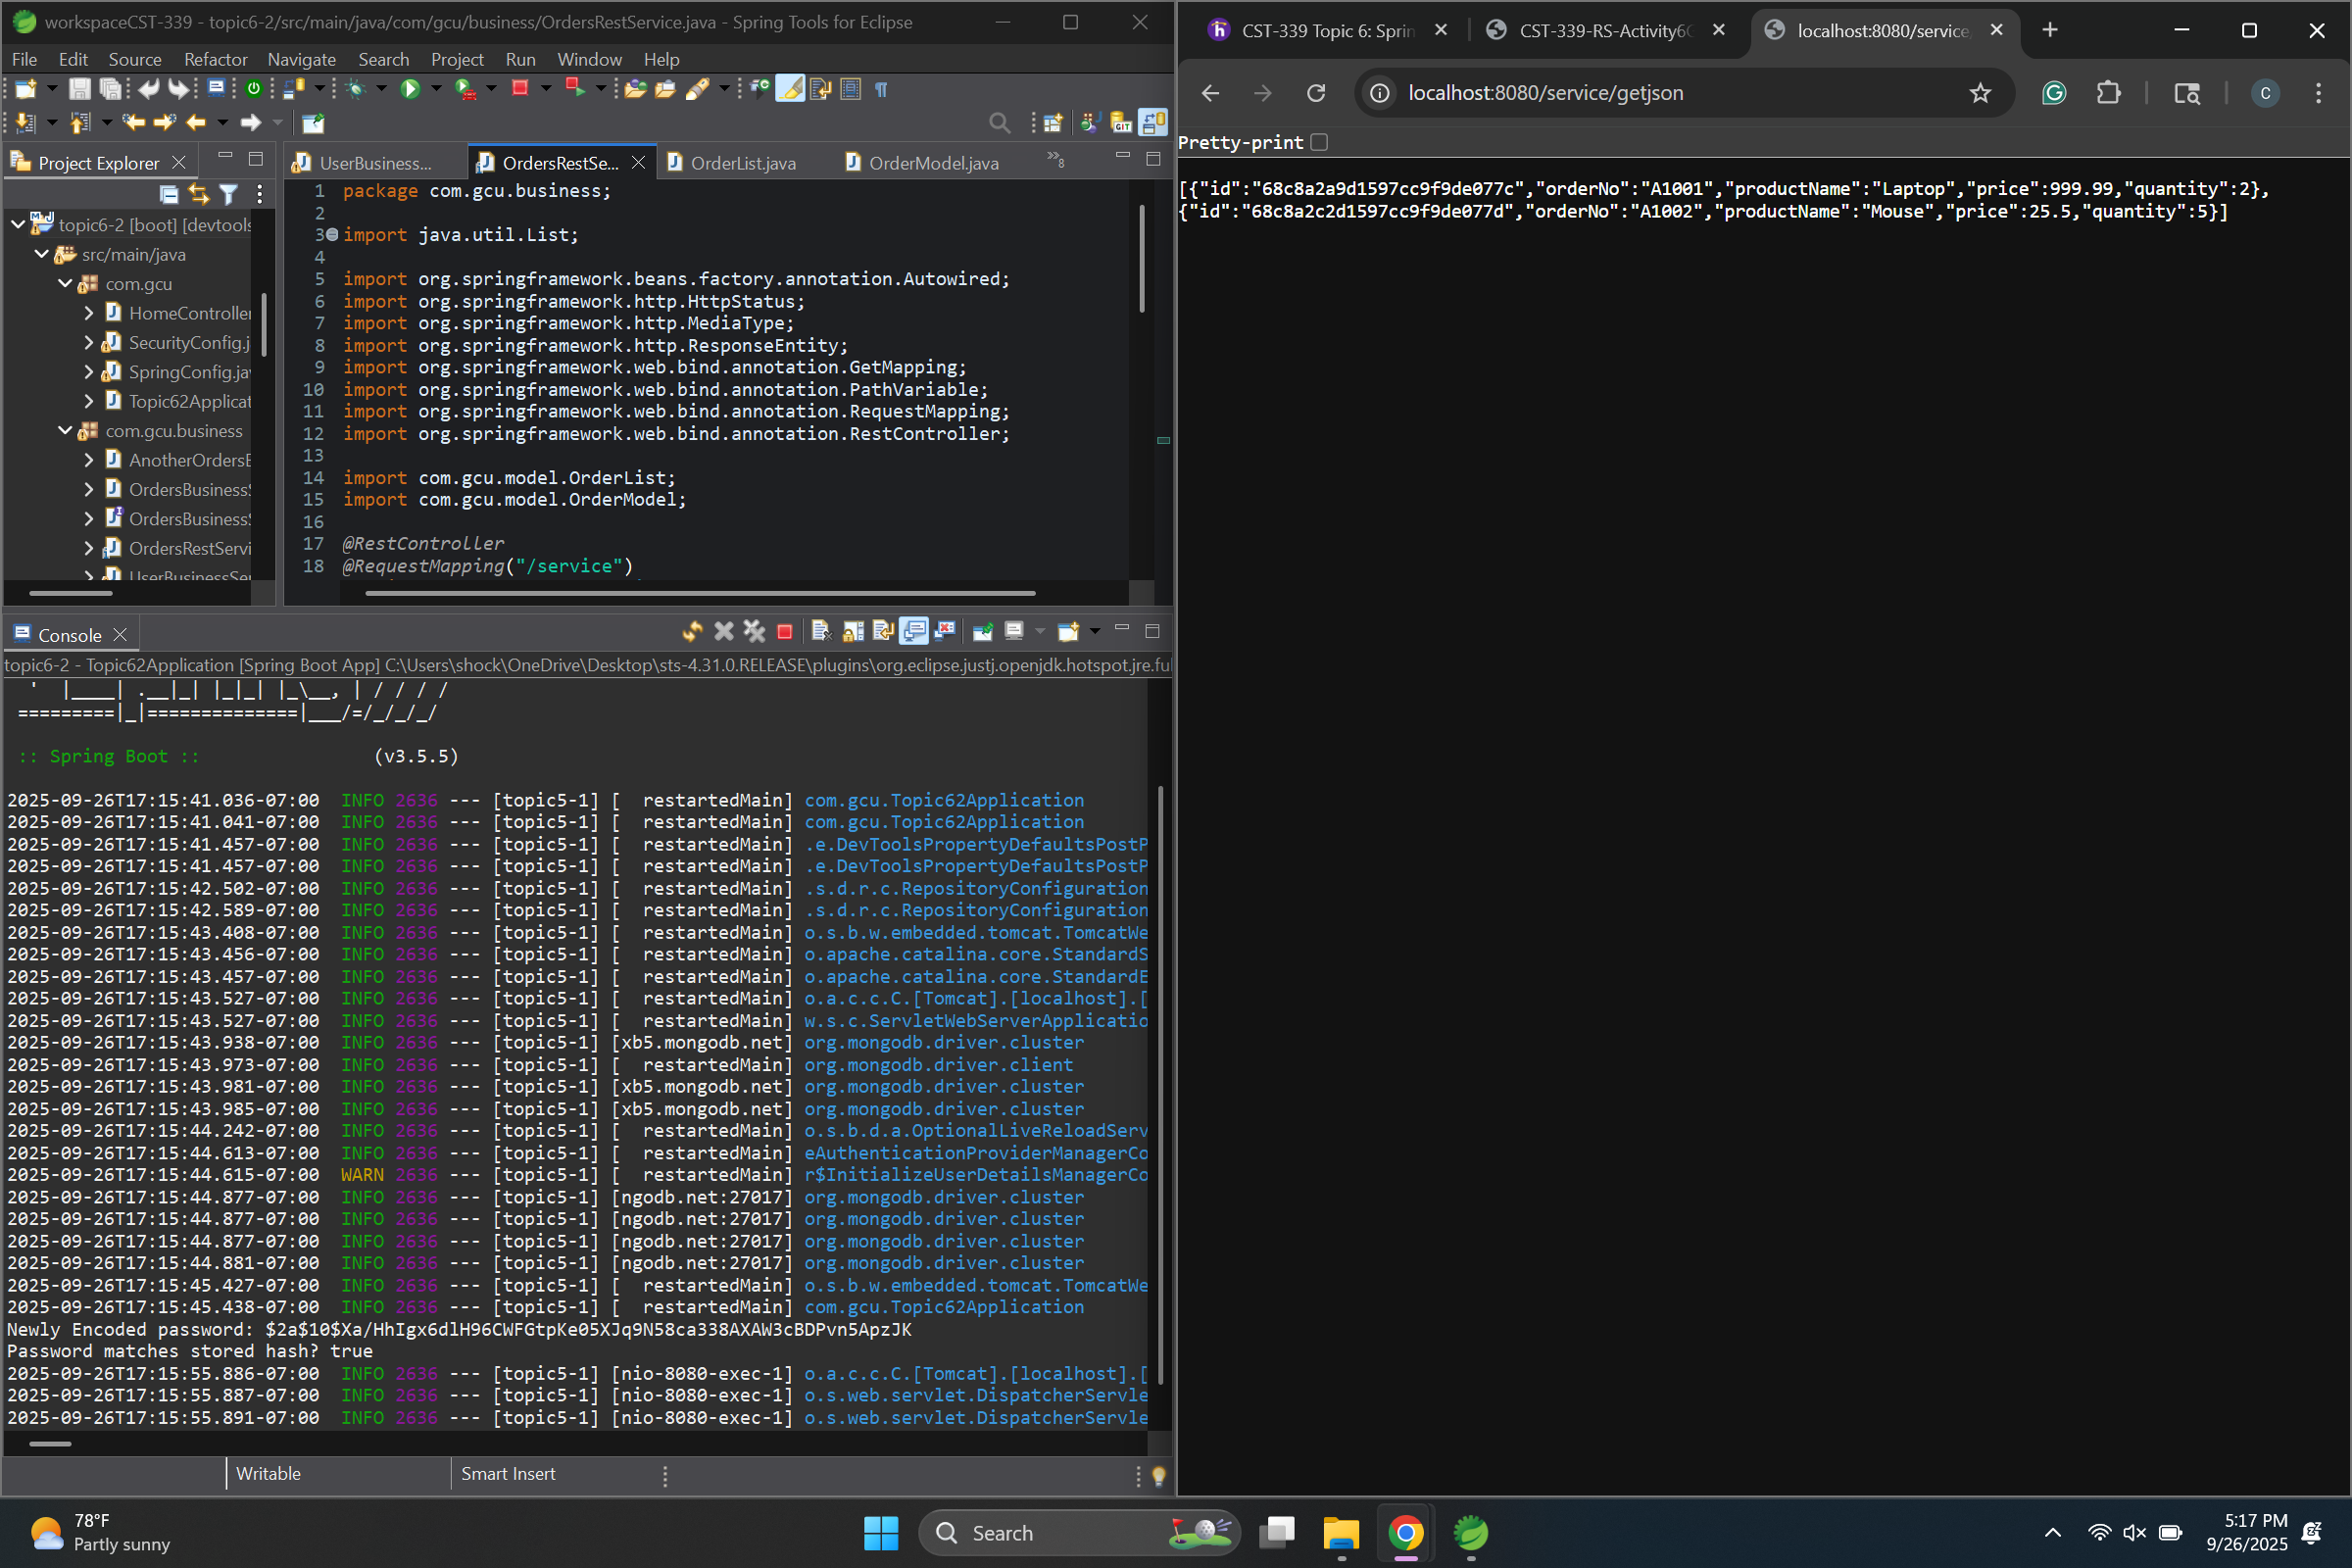 workspaceCST-339 - topic6-2/src/main/java/com/gcu/business/OrdersRestService.java - Spring Tools for Eclipse
File Edit Source Refactor Navigate Search Project Run Window Help
Project Explorer
topic6-2 [boot] [devtools
src/main/java
com.gcu
HomeController
SecurityConfig.j
SpringConfig.jav
Topic62Applicat
com.gcu.business
AnotherOrdersB
OrdersBusinessS
OrdersBusinessS
OrdersRestServi
UserBusinessSer
UserBusiness... OrdersRestSe... OrderList.java OrderModel.java »8
1 package com.gcu.business;
2
3 import java.util.List;
4
5 import org.springframework.beans.factory.annotation.Autowired;
6 import org.springframework.http.HttpStatus;
7 import org.springframework.http.MediaType;
8 import org.springframework.http.ResponseEntity;
9 import org.springframework.web.bind.annotation.GetMapping;
10 import org.springframework.web.bind.annotation.PathVariable;
11 import org.springframework.web.bind.annotation.RequestMapping;
12 import org.springframework.web.bind.annotation.RestController;
13
14 import com.gcu.model.OrderList;
15 import com.gcu.model.OrderModel;
16
17 @RestController
18 @RequestMapping("/service")
Console
topic6-2 - Topic62Application [Spring Boot App] C:\Users\shock\OneDrive\Desktop\sts-4.31.0.RELEASE\plugins\org.eclipse.justj.openjdk.hotspot.jre.ful
  '  |____| .__|_| |_|_| |_\__, | / / / /
 =========|_|==============|___/=/_/_/_/
:: Spring Boot :: (v3.5.5)
2025-09-26T17:15:41.036-07:00 INFO 2636 --- [topic5-1] [  restartedMain] com.gcu.Topic62Application
2025-09-26T17:15:41.041-07:00 INFO 2636 --- [topic5-1] [  restartedMain] com.gcu.Topic62Application
2025-09-26T17:15:41.457-07:00 INFO 2636 --- [topic5-1] [  restartedMain] .e.DevToolsPropertyDefaultsPostP
2025-09-26T17:15:41.457-07:00 INFO 2636 --- [topic5-1] [  restartedMain] .e.DevToolsPropertyDefaultsPostP
2025-09-26T17:15:42.502-07:00 INFO 2636 --- [topic5-1] [  restartedMain] .s.d.r.c.RepositoryConfiguration
2025-09-26T17:15:42.589-07:00 INFO 2636 --- [topic5-1] [  restartedMain] .s.d.r.c.RepositoryConfiguration
2025-09-26T17:15:43.408-07:00 INFO 2636 --- [topic5-1] [  restartedMain] o.s.b.w.embedded.tomcat.TomcatWe
2025-09-26T17:15:43.456-07:00 INFO 2636 --- [topic5-1] [  restartedMain] o.apache.catalina.core.StandardS
2025-09-26T17:15:43.457-07:00 INFO 2636 --- [topic5-1] [  restartedMain] o.apache.catalina.core.StandardE
2025-09-26T17:15:43.527-07:00 INFO 2636 --- [topic5-1] [  restartedMain] o.a.c.c.C.[Tomcat].[localhost].[
2025-09-26T17:15:43.527-07:00 INFO 2636 --- [topic5-1] [  restartedMain] w.s.c.ServletWebServerApplicatio
2025-09-26T17:15:43.938-07:00 INFO 2636 --- [topic5-1] [xb5.mongodb.net] org.mongodb.driver.cluster
2025-09-26T17:15:43.973-07:00 INFO 2636 --- [topic5-1] [  restartedMain] org.mongodb.driver.client
2025-09-26T17:15:43.981-07:00 INFO 2636 --- [topic5-1] [xb5.mongodb.net] org.mongodb.driver.cluster
2025-09-26T17:15:43.985-07:00 INFO 2636 --- [topic5-1] [xb5.mongodb.net] org.mongodb.driver.cluster
2025-09-26T17:15:44.242-07:00 INFO 2636 --- [topic5-1] [  restartedMain] o.s.b.d.a.OptionalLiveReloadServ
2025-09-26T17:15:44.613-07:00 INFO 2636 --- [topic5-1] [  restartedMain] eAuthenticationProviderManagerCo
2025-09-26T17:15:44.615-07:00 WARN 2636 --- [topic5-1] [  restartedMain] r$InitializeUserDetailsManagerCo
2025-09-26T17:15:44.877-07:00 INFO 2636 --- [topic5-1] [ngodb.net:27017] org.mongodb.driver.cluster
2025-09-26T17:15:44.877-07:00 INFO 2636 --- [topic5-1] [ngodb.net:27017] org.mongodb.driver.cluster
2025-09-26T17:15:44.877-07:00 INFO 2636 --- [topic5-1] [ngodb.net:27017] org.mongodb.driver.cluster
2025-09-26T17:15:44.881-07:00 INFO 2636 --- [topic5-1] [ngodb.net:27017] org.mongodb.driver.cluster
2025-09-26T17:15:45.427-07:00 INFO 2636 --- [topic5-1] [  restartedMain] o.s.b.w.embedded.tomcat.TomcatWe
2025-09-26T17:15:45.438-07:00 INFO 2636 --- [topic5-1] [  restartedMain] com.gcu.Topic62Application
Newly Encoded password: $2a$10$Xa/HhIgx6dlH96CWFGtpKe05XJq9N58ca338AXAW3cBDPvn5ApzJK
Password matches stored hash? true
2025-09-26T17:15:55.886-07:00 INFO 2636 --- [topic5-1] [nio-8080-exec-1] o.a.c.c.C.[Tomcat].[localhost].[
2025-09-26T17:15:55.887-07:00 INFO 2636 --- [topic5-1] [nio-8080-exec-1] o.s.web.servlet.DispatcherServle
2025-09-26T17:15:55.891-07:00 INFO 2636 --- [topic5-1] [nio-8080-exec-1] o.s.web.servlet.DispatcherServle
Writable Smart Insert
CST-339 Topic 6: Sprin CST-339-RS-Activity6 localhost:8080/service
localhost:8080/service/getjson
C
Pretty-print
[{"id":"68c8a2a9d1597cc9f9de077c","orderNo":"A1001","productName":"Laptop","price":999.99,"quantity":2},
{"id":"68c8a2c2d1597cc9f9de077d","orderNo":"A1002","productName":"Mouse","price":25.5,"quantity":5}]
78°F
Partly sunny
Search
5:17 PM
9/26/2025